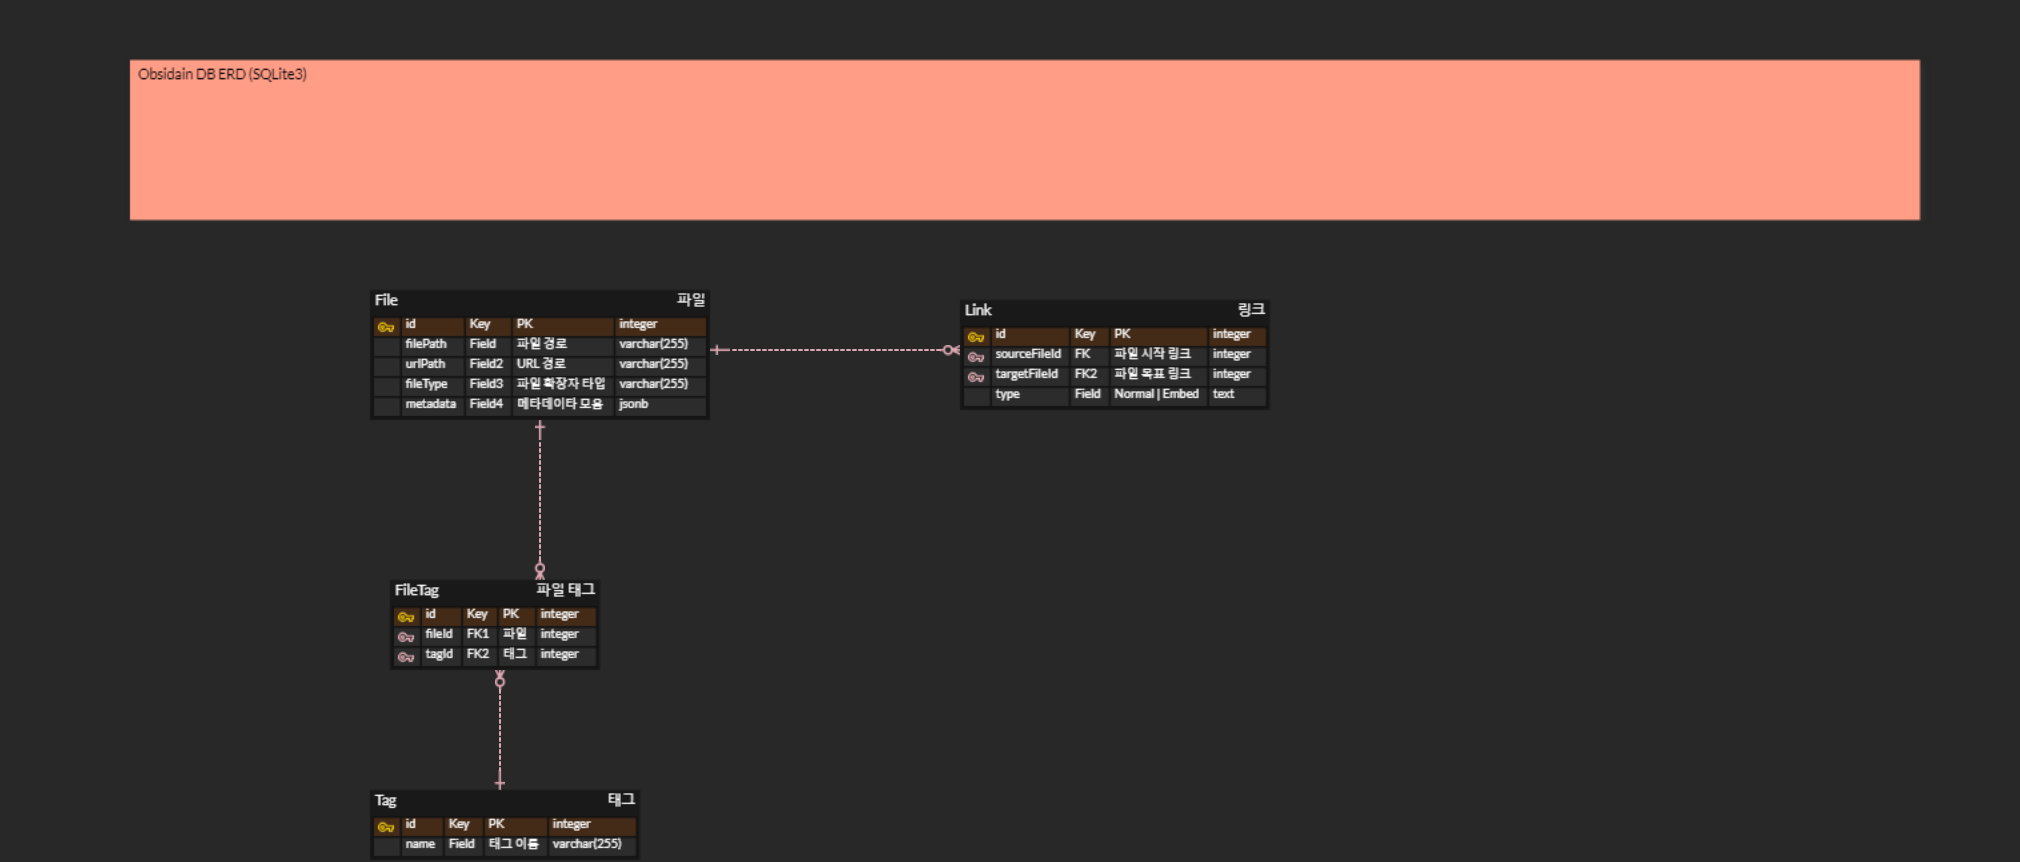 Obsidain DB ERD (SQLite3)
File 파일
id Key PK integer
filePath Field 파일 경로 varchar(255)
urlPath Field2 URL 경로 varchar(255)
fileType Field3 파일 확장자 타입 varchar(255)
metadata Field4 메타데이타 모음 jsonb
Link 링크
id Key PK integer
sourceFileId FK 파일 시작 링크 integer
targetFileId FK2 파일 목표 링크 integer
type Field Normal | Embed text
FileTag 파일 태그
id Key PK integer
fileId FK1 파일 integer
tagId FK2 태그 integer
Tag 태그
id Key PK integer
name Field 태그 이름 varchar(255)